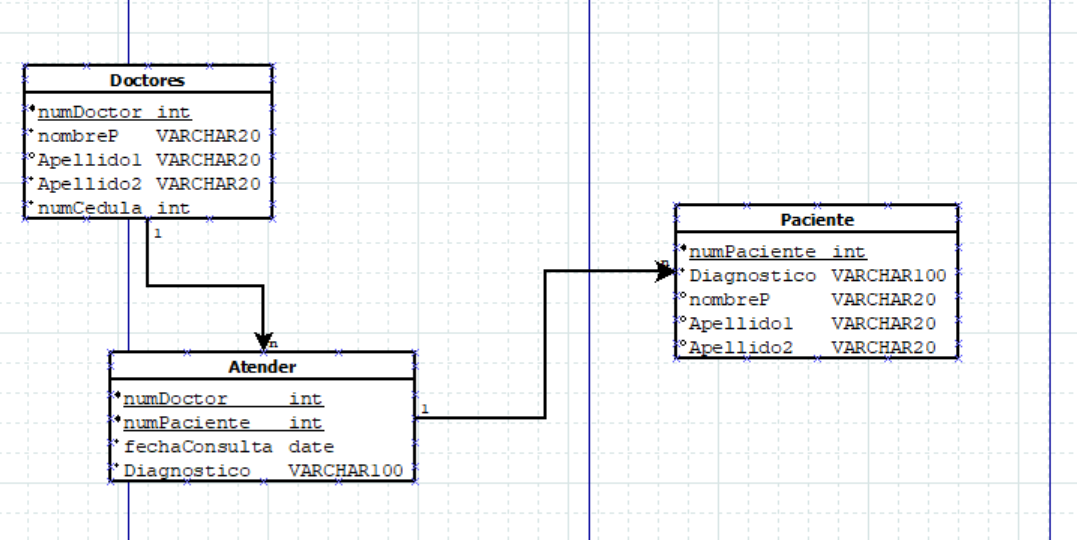 Doctores
numDoctor int
nombreP VARCHAR20
Apellido1 VARCHAR20
Apellido2 VARCHAR20
numCedula int
1
n
Atender
numDoctor int
numPaciente int
fechaConsulta date
Diagnostico VARCHAR100
1
n
Paciente
numPaciente int
Diagnostico VARCHAR100
nombreP VARCHAR20
Apellido1 VARCHAR20
Apellido2 VARCHAR20